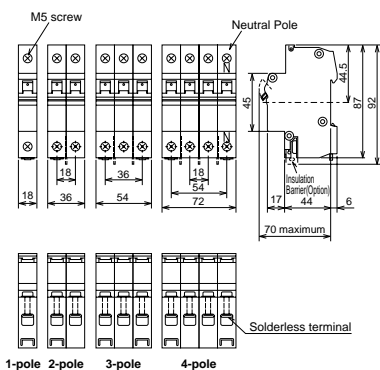 M5 screw
Neutral Pole
N
N
45
44.5
87
92
18
36
18
54
18
36
54
72
Insulation
Barrier(Option)
17
44
6
70 maximum
Solderless terminal
1-pole 2-pole 3-pole 4-pole